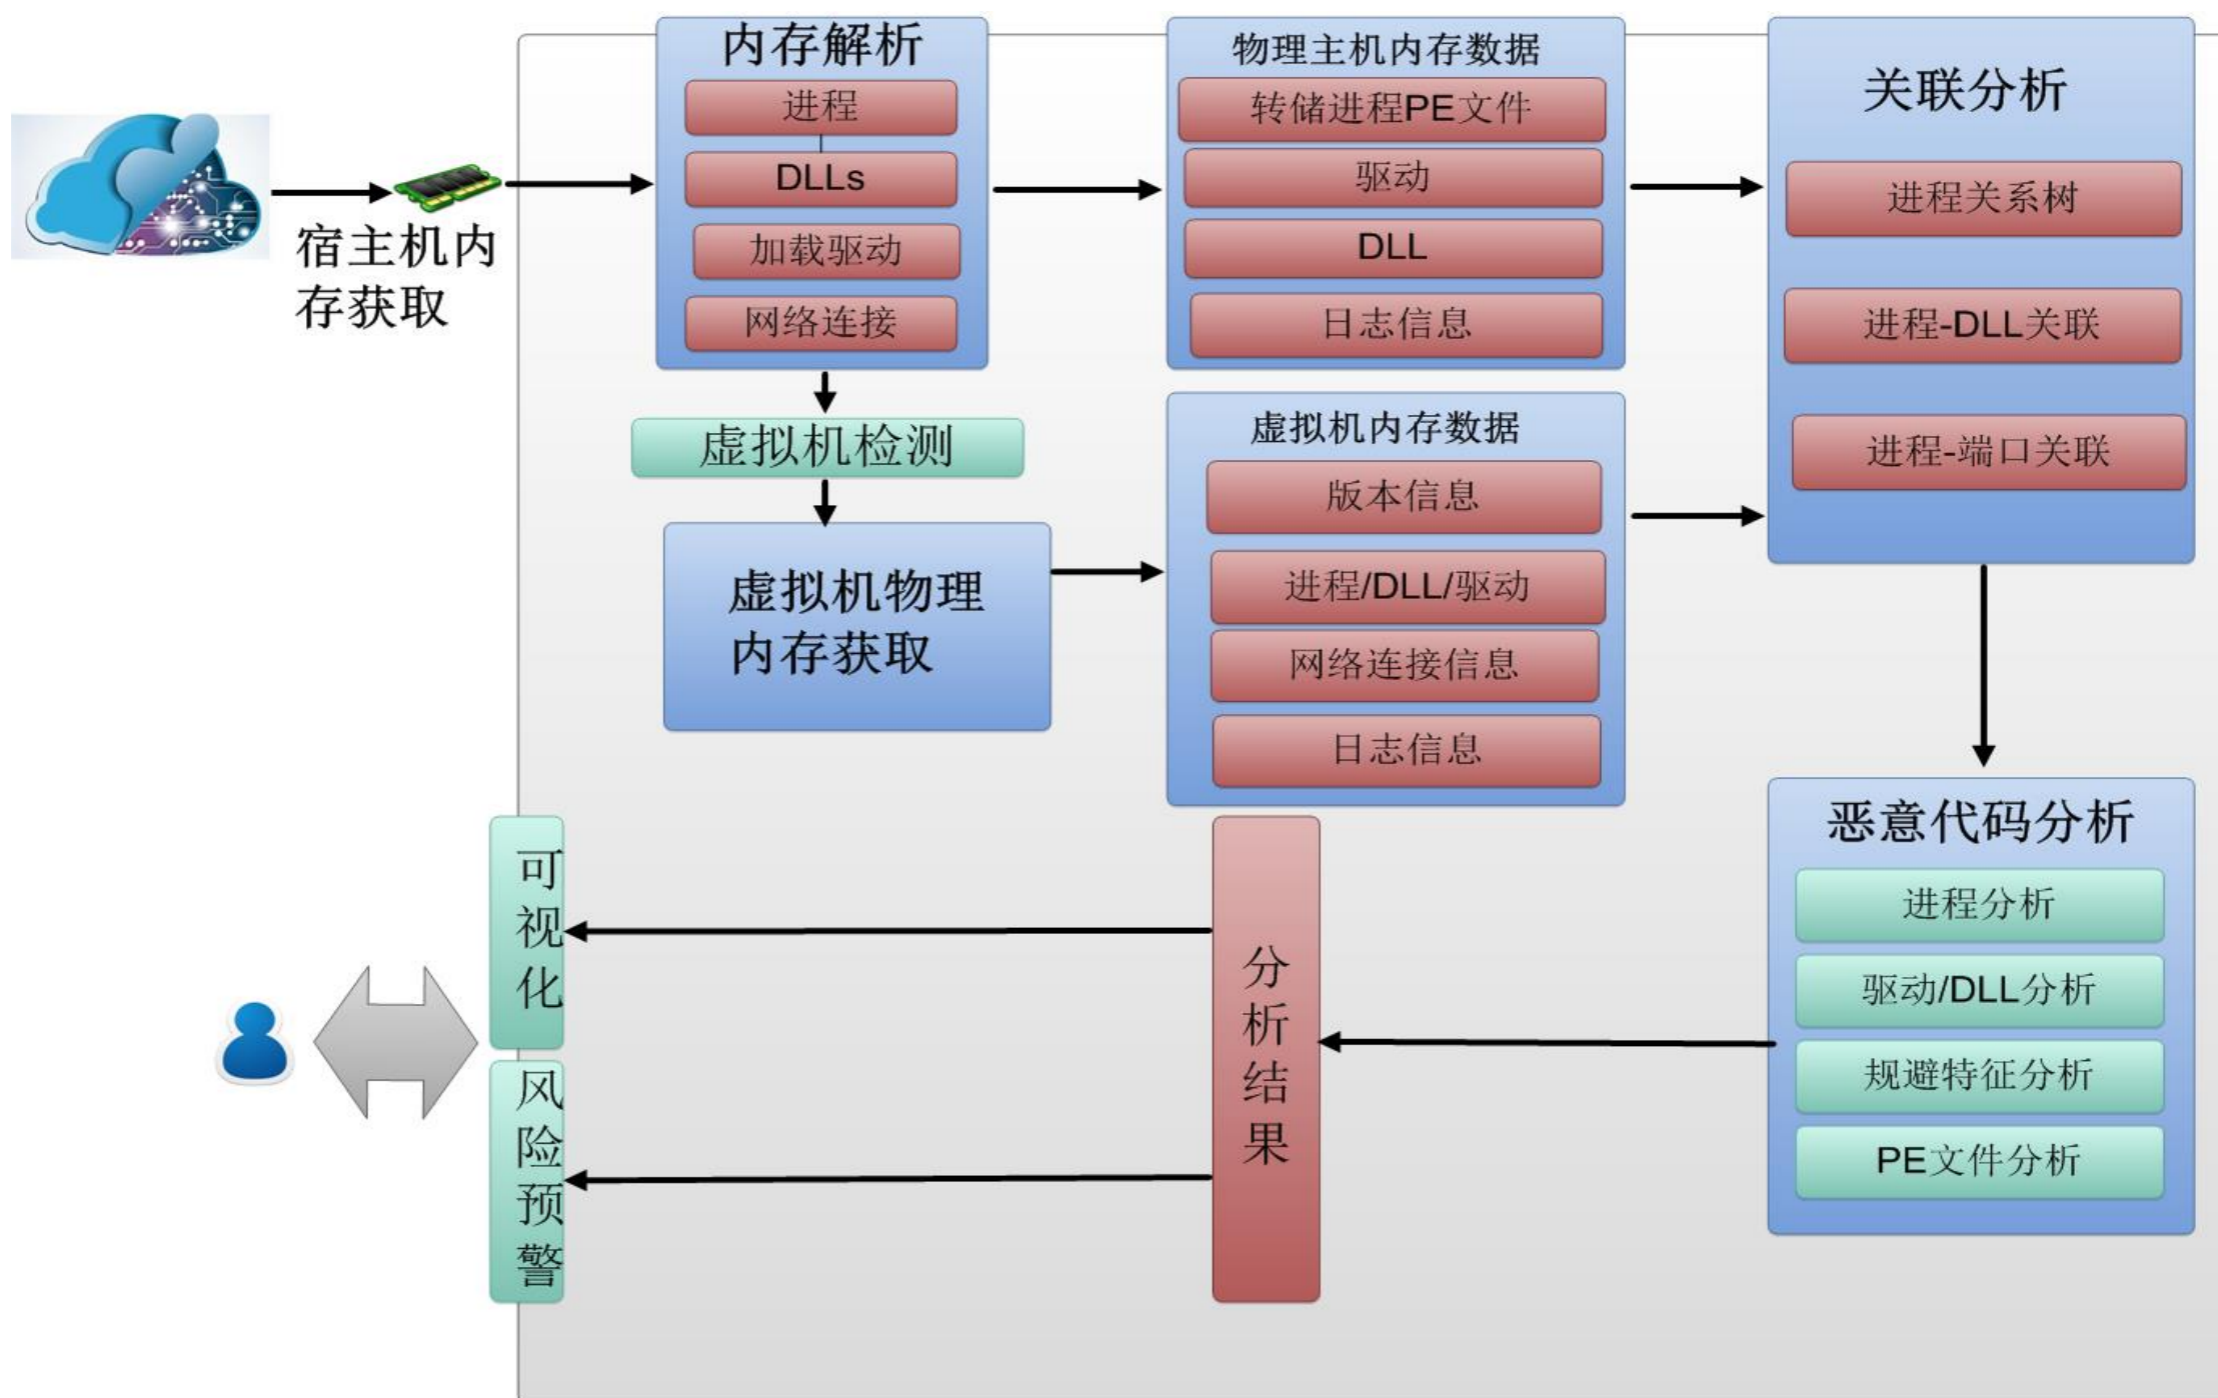 宿主机内
存获取
内存解析
进程
DLLs
加载驱动
网络连接
物理主机内存数据
转储进程PE文件
驱动
DLL
日志信息
关联分析
进程关系树
进程-DLL关联
进程-端口关联
虚拟机检测
虚拟机物理
内存获取
虚拟机内存数据
版本信息
进程/DLL/驱动
网络连接信息
日志信息
恶意代码分析
进程分析
驱动/DLL分析
规避特征分析
PE文件分析
分析结果
可视化
风险预警